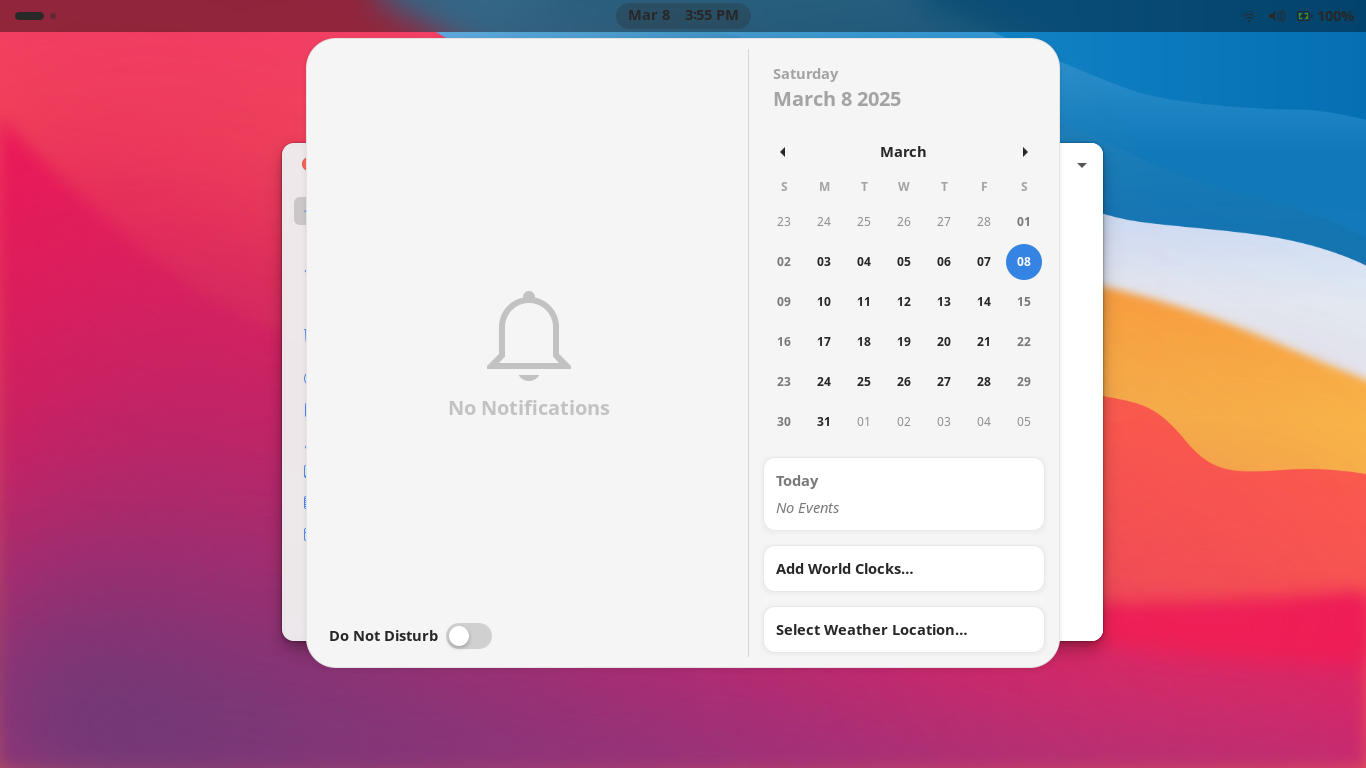 Mar 8 3:55 PM
100%
No Notifications
Do Not Disturb
Saturday
March 8 2025
March
S M T W T F S
23 24 25 26 27 28 01
02 03 04 05 06 07 08
09 10 11 12 13 14 15
16 17 18 19 20 21 22
23 24 25 26 27 28 29
30 31 01 02 03 04 05
Today
No Events
Add World Clocks…
Select Weather Location…